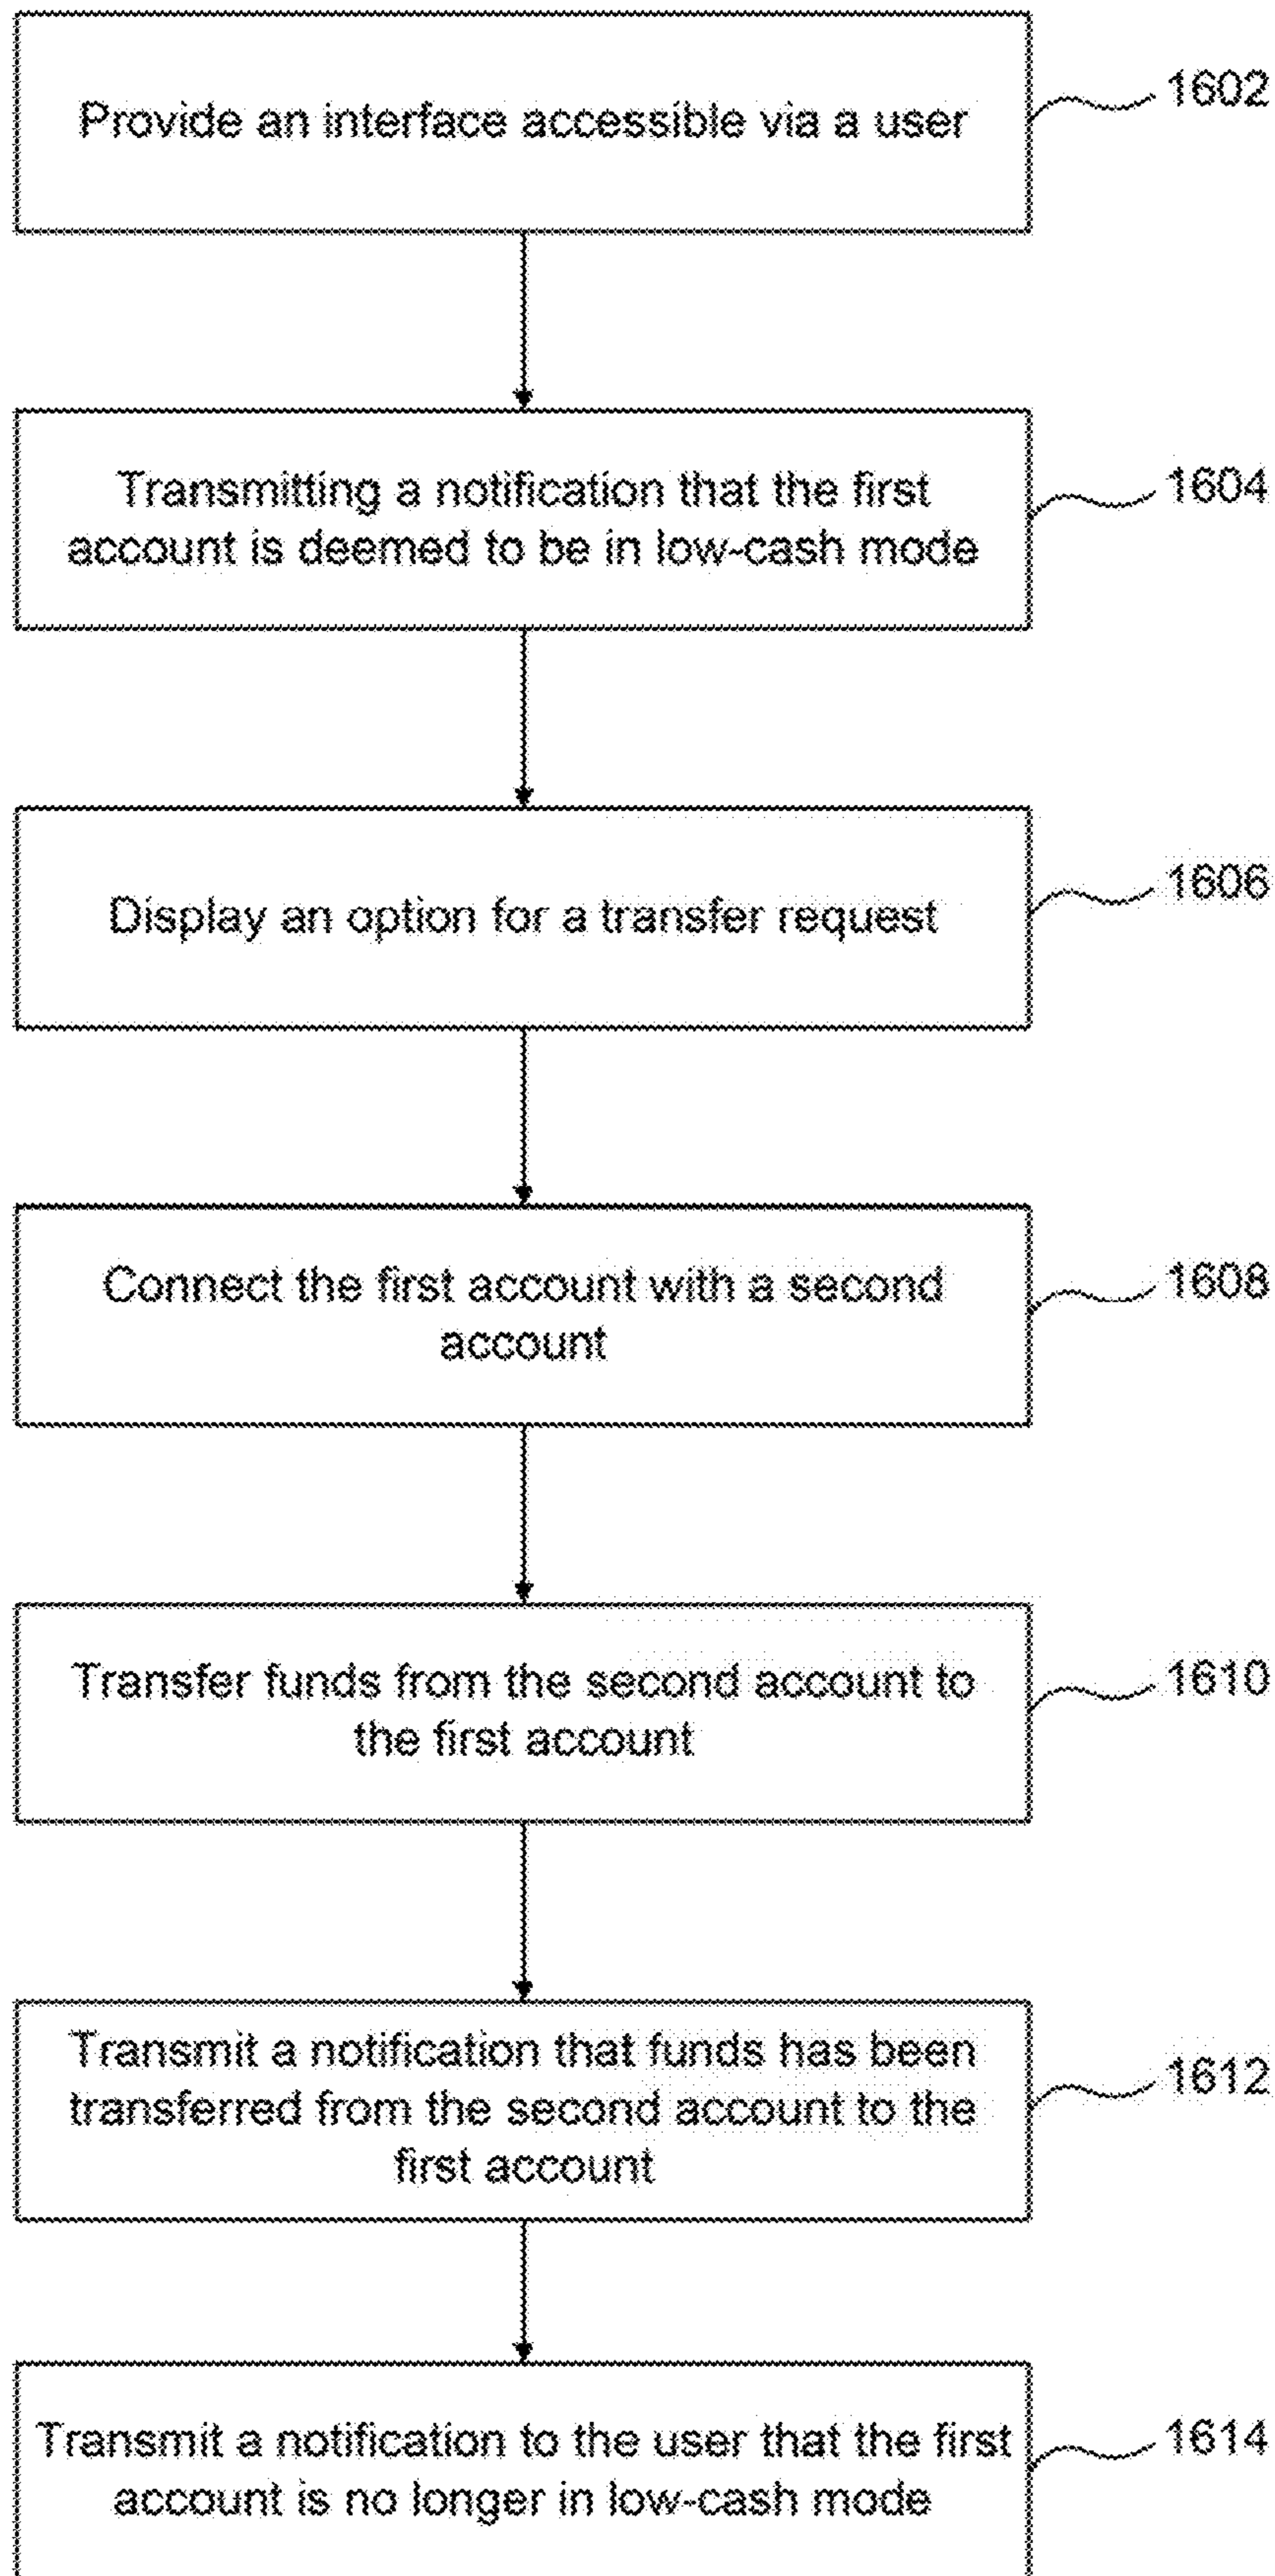 Provide an interface accessible via a user
1602
Transmitting a notification that the first
account is deemed to be in low-cash mode
1604
Display an option for a transfer request
1606
Connect the first account with a second
account
1608
Transfer funds from the second account to
the first account
1610
Transmit a notification that funds has been
transferred from the second account to the
first account
1612
Transmit a notification to the user that the first
account is no longer in low-cash mode
1614